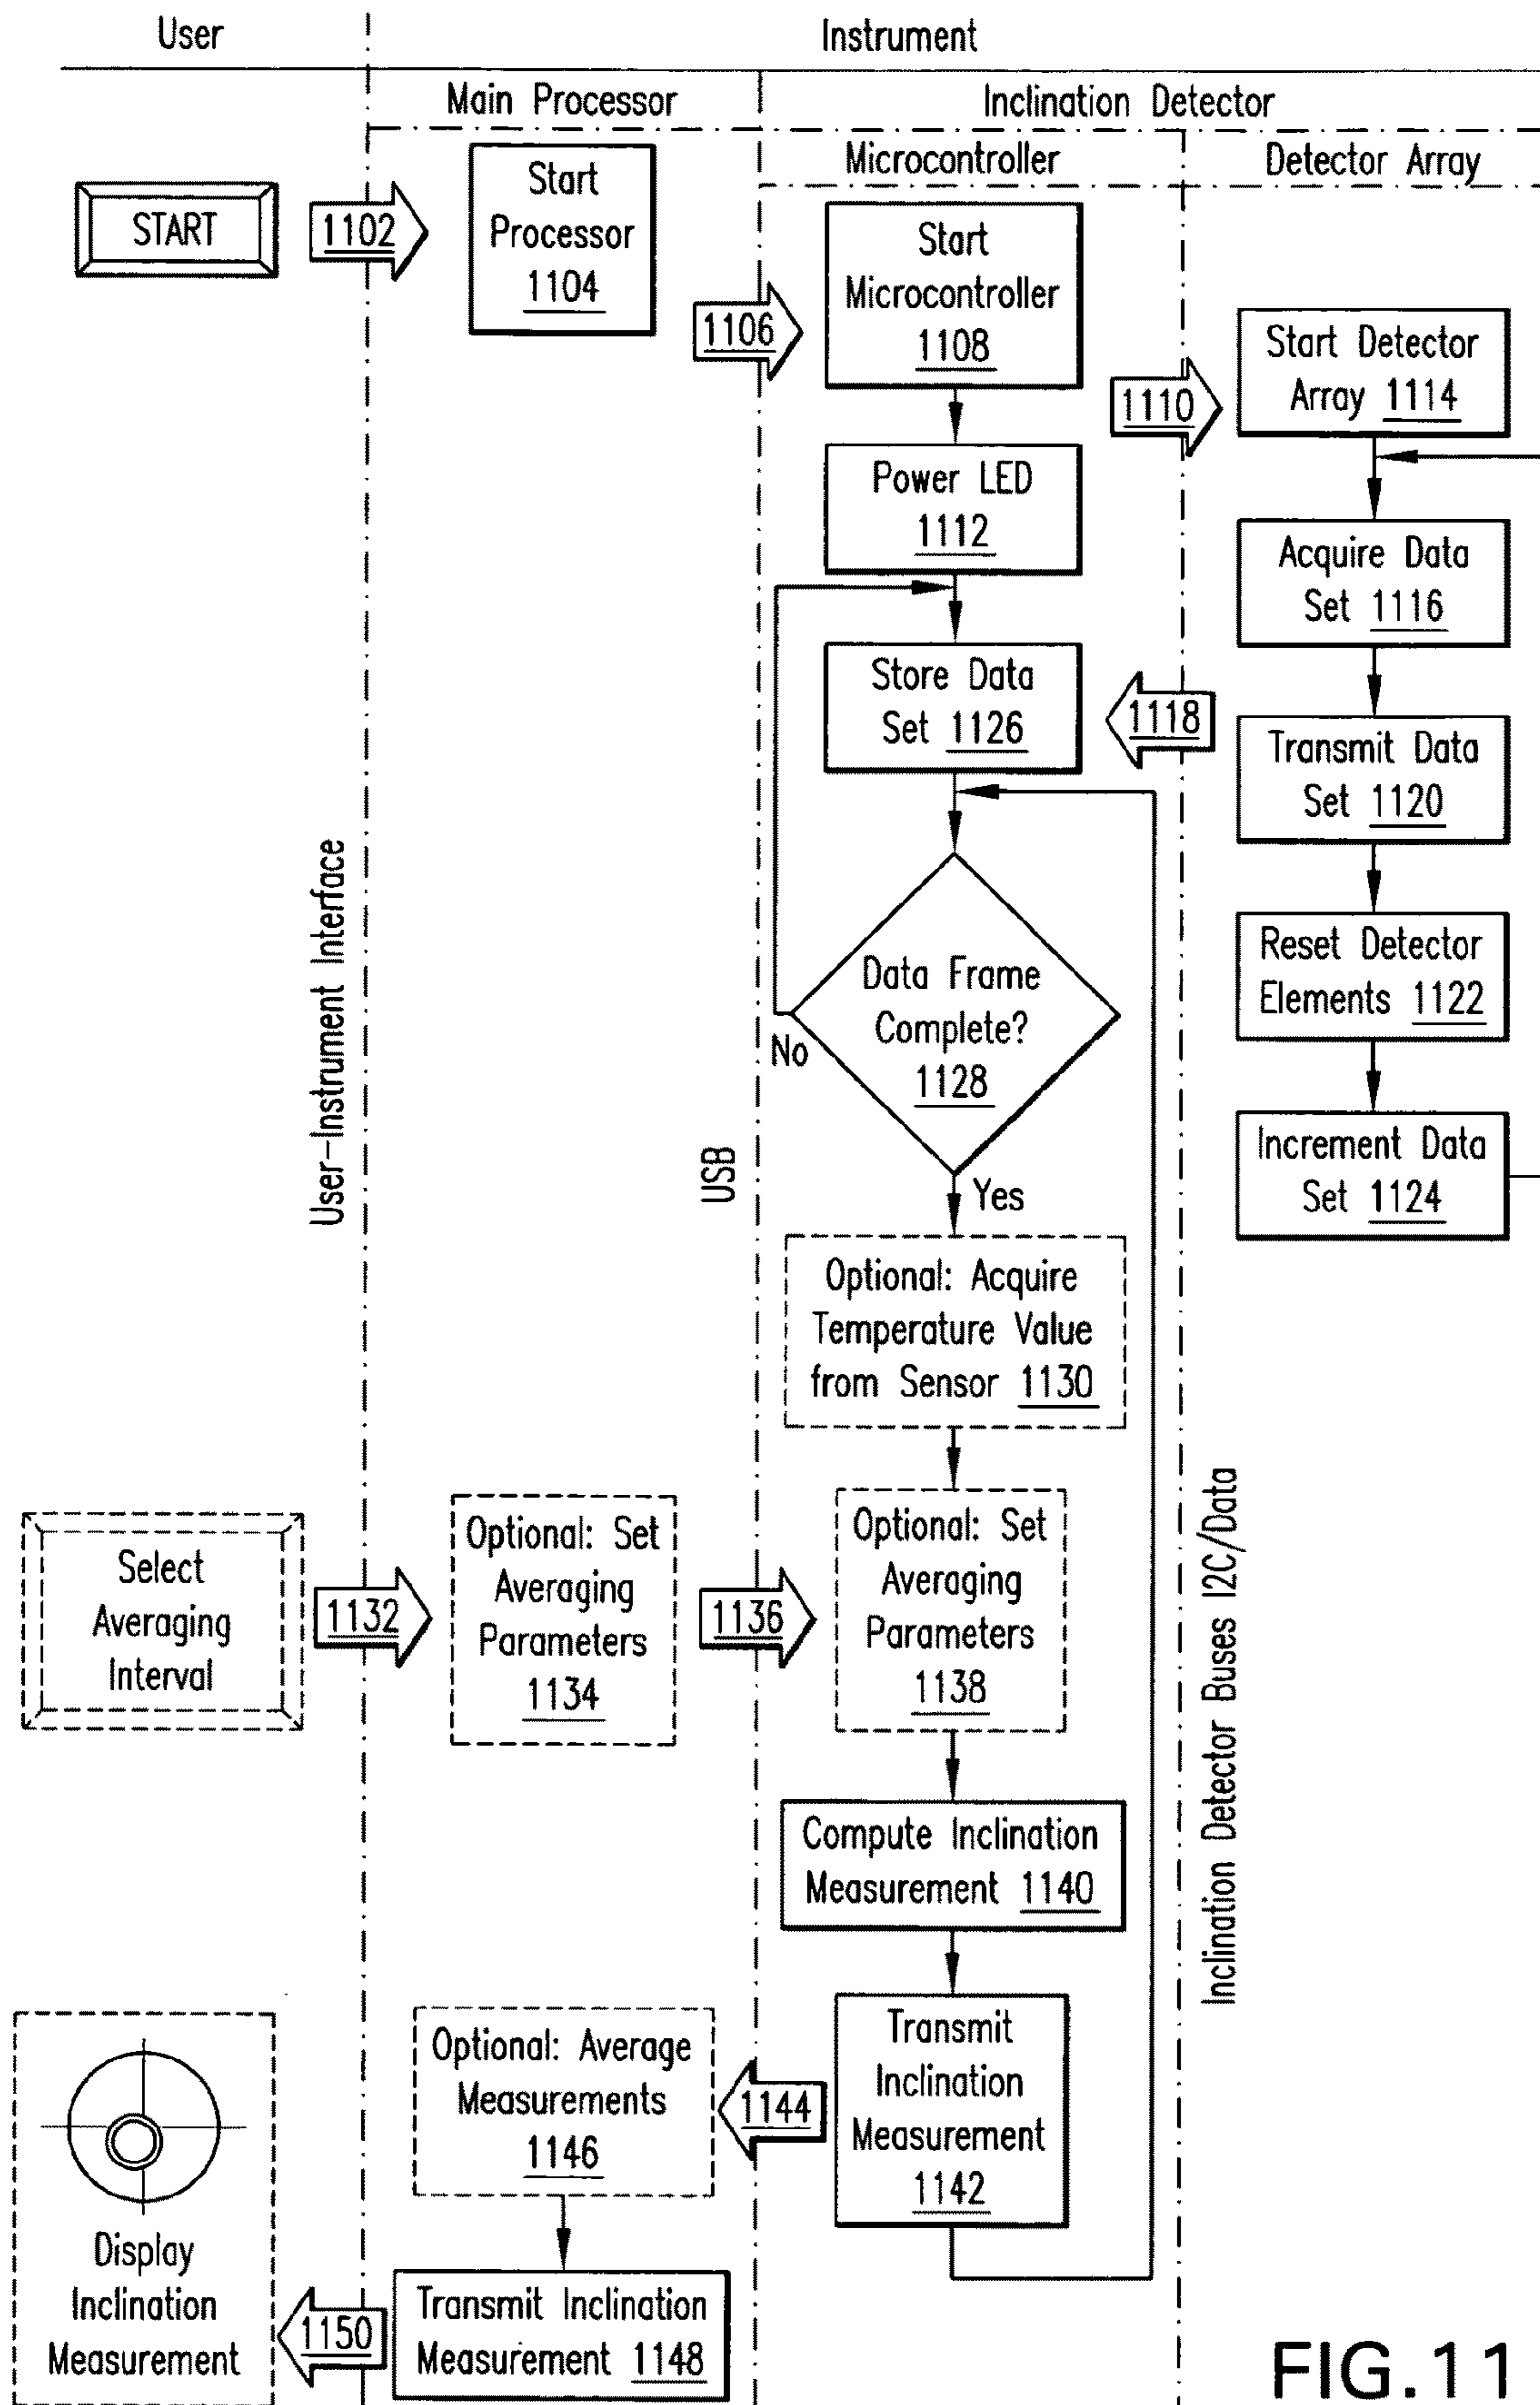 User
Instrument
Main Processor
Inclination Detector
Microcontroller
Detector Array
START
1102
Start
Processor
1104
1106
Start
Microcontroller
1108
1110
Start Detector
Array 1114
Power LED
1112
Acquire Data
Set 1116
Store Data
Set 1126
1118
Transmit Data
Set 1120
Data Frame
Complete?
1128
No
Yes
Reset Detector
Elements 1122
Increment Data
Set 1124
User-Instrument Interface
USB
Optional: Acquire
Temperature Value
from Sensor 1130
Select
Averaging
Interval
1132
Optional: Set
Averaging
Parameters
1134
1136
Optional: Set
Averaging
Parameters
1138
Inclination Detector Buses I2C/Data
Compute Inclination
Measurement 1140
Transmit
Inclination
Measurement
1142
1144
Optional: Average
Measurements
1146
Transmit Inclination
Measurement 1148
1150
Display
Inclination
Measurement
FIG.11